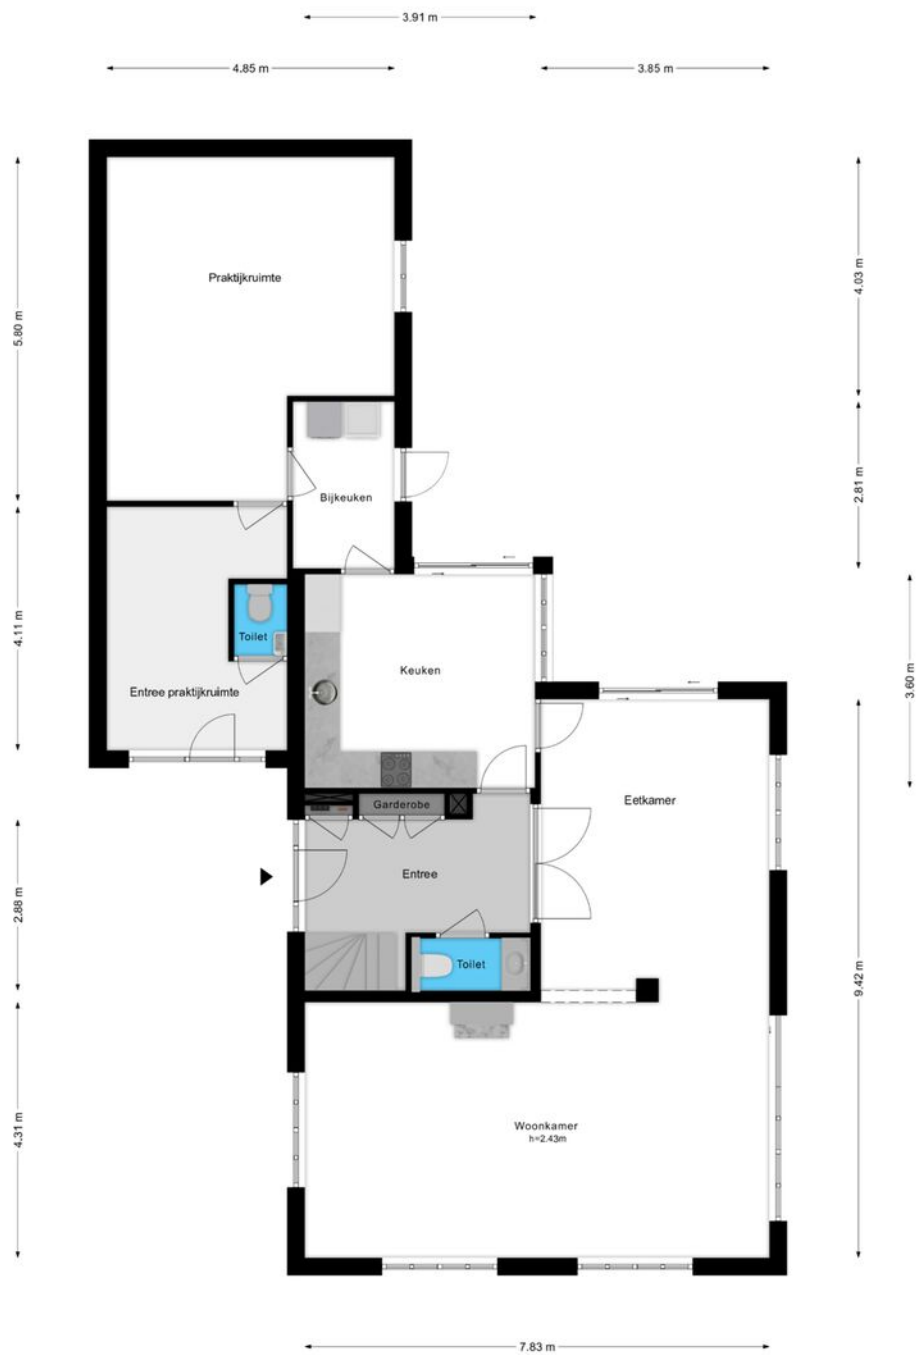 3.91 m
4.85 m
3.85 m
Praktijkruimte
4.03 m
5.80 m
Bijkeuken
2.81 m
Toilet
4.11 m
Keuken
3.60 m
Entree praktijkruimte
Eetkamer
Garderobe
Entree
2.88 m
Toilet
9.42 m
Woonkamer
h=2.43m
4.31 m
7.83 m